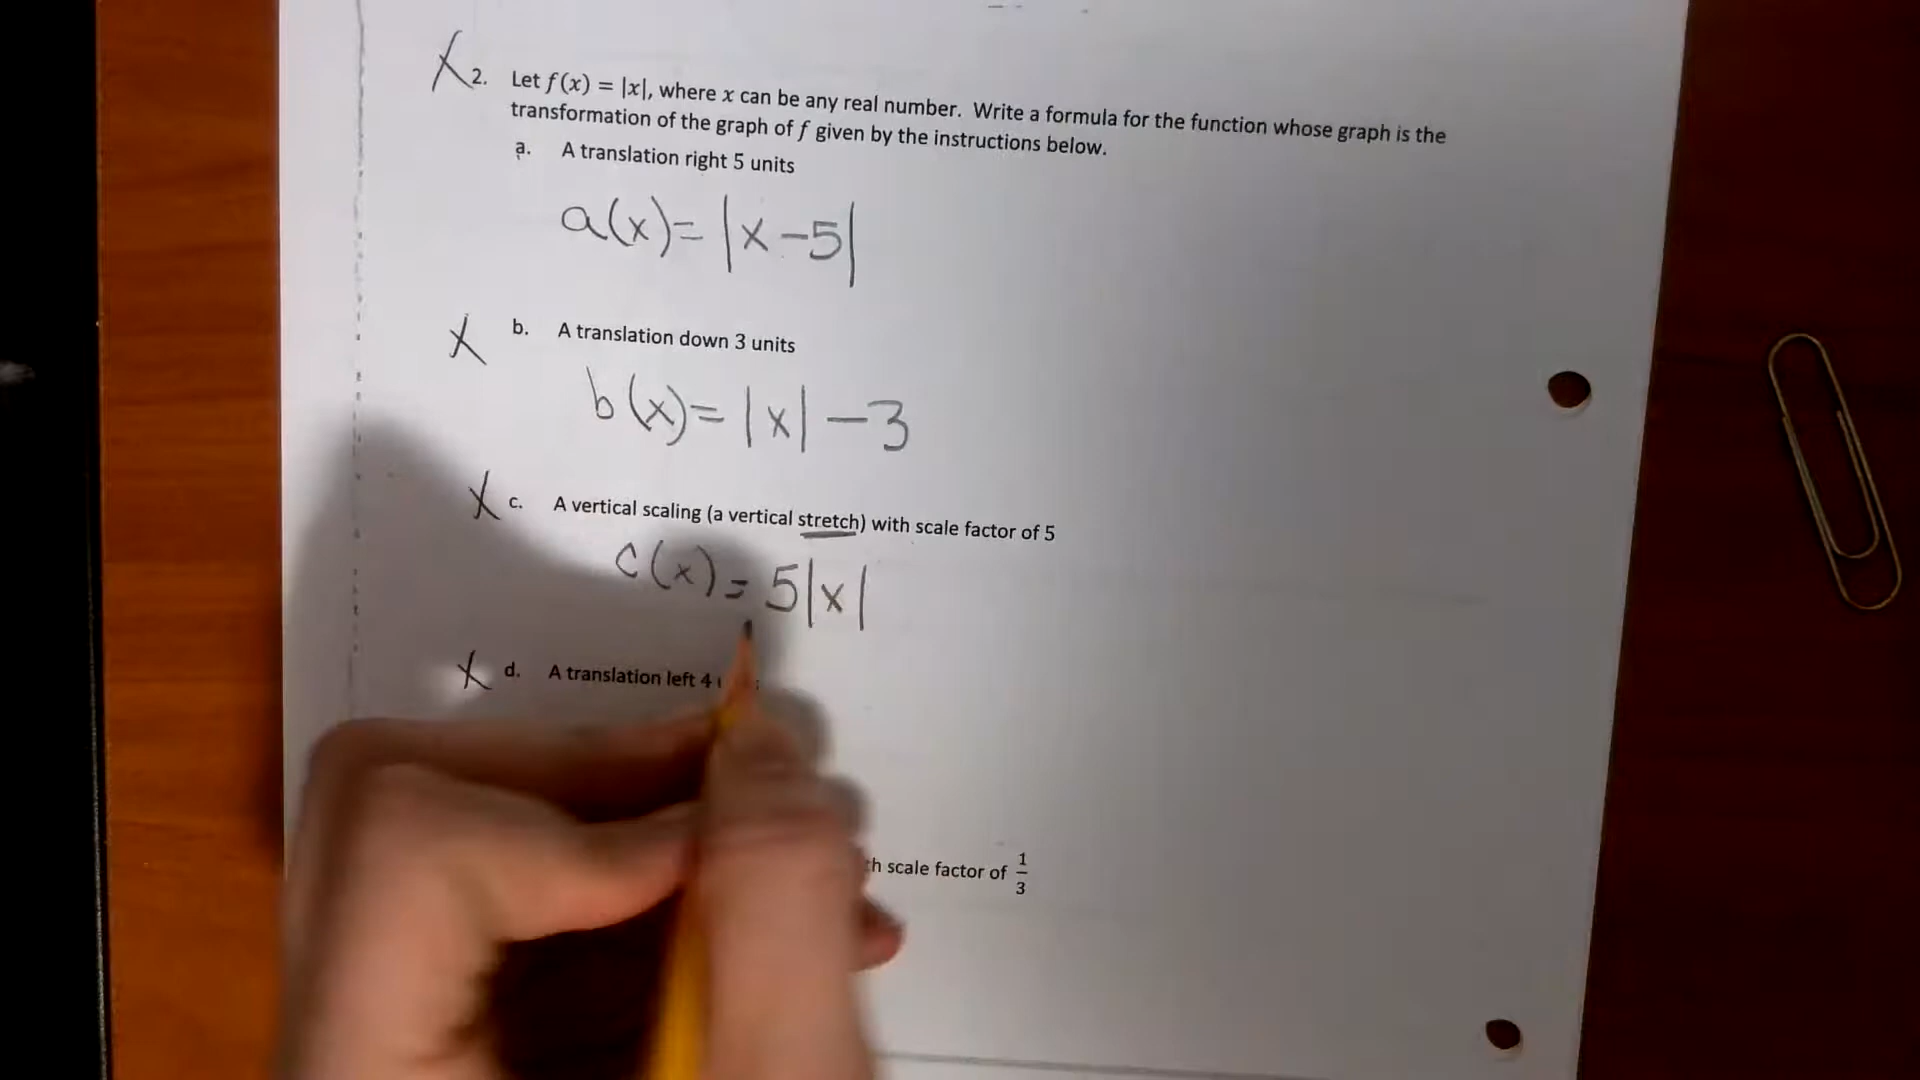 2. Let f(x) = |x|, where x can be any real number. Write a formula for the function whose graph is the
transformation of the graph of f given by the instructions below.
a. A translation right 5 units
a(x)= |x-5|
X b. A translation down 3 units
b(x)= |x| -3
X c. A vertical scaling (a vertical stretch) with scale factor of 5
c(x)= 5|x|
X d. A translation left 4
scale factor of 1/3